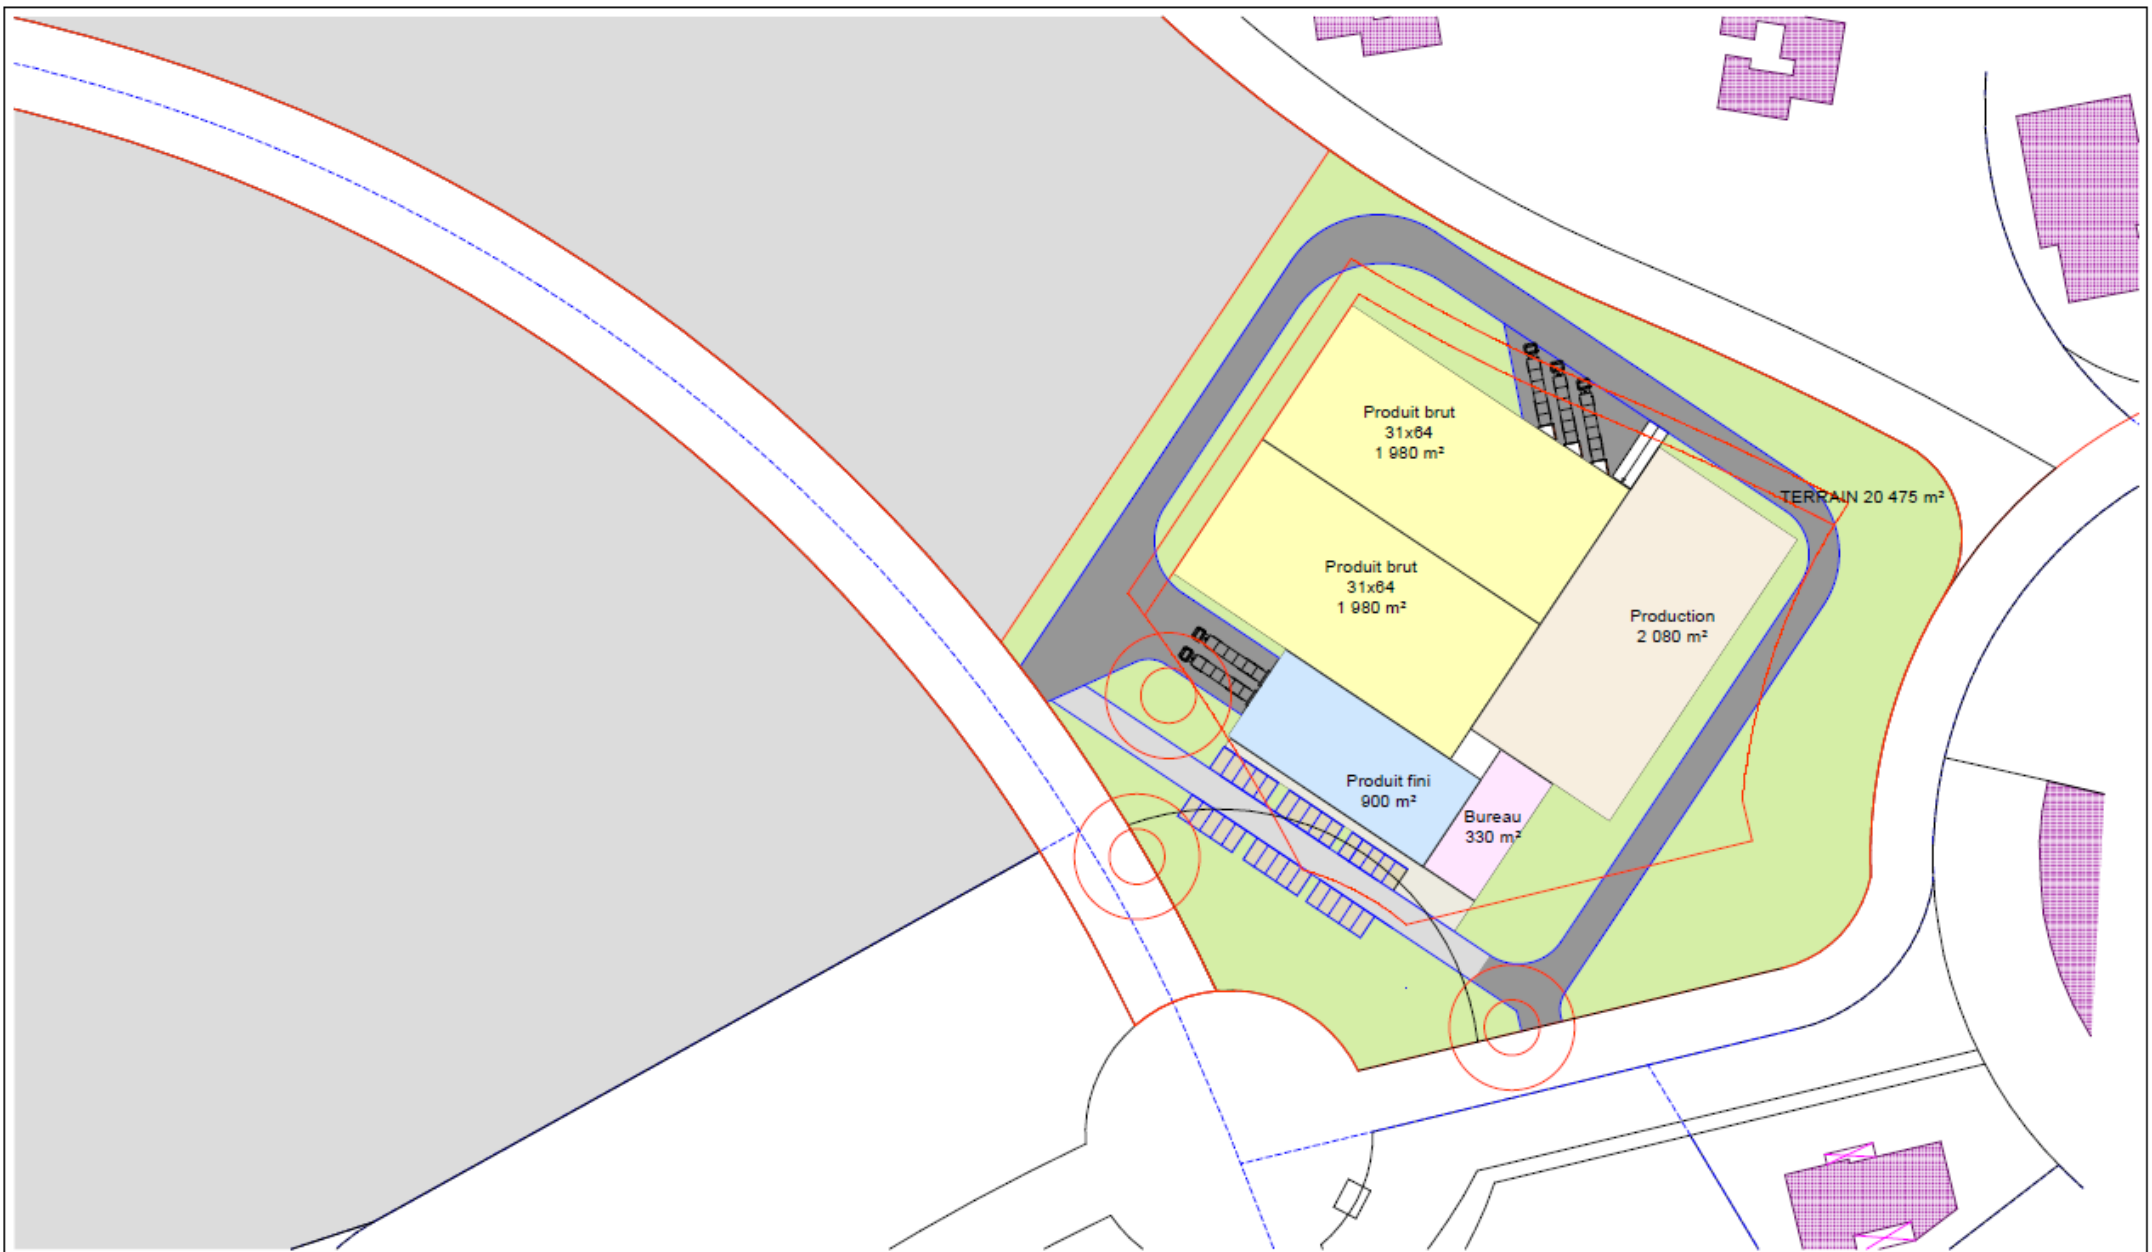 Produit brut
31x64
1 980 m²
TERRAIN 20 475 m²
Produit brut
31x64
1 980 m²
Production
2 080 m²
Produit fini
900 m²
Bureau
330 m²